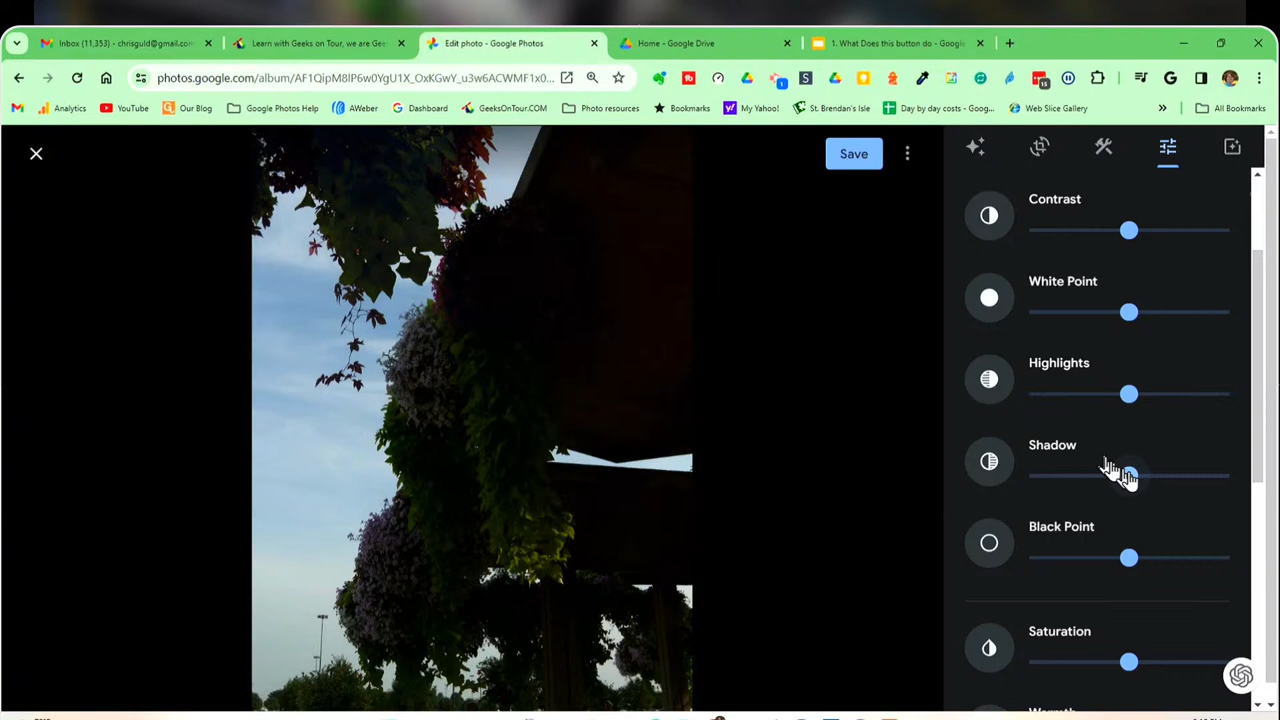 Inbox (11,353) - chrisguld@gmail.con
Learn with Geeks on Tour, we are Gee
Edit photo - Google Photos
Home - Google Drive
1. What Does this button do - Google
photos.google.com/album/AF1QipM8lP6w0YgU1X_OxKGwY_u3w6ACWMF1x0...
15
Analytics
YouTube
Our Blog
Google Photos Help
AWeber
Dashboard
GeeksOnTour.COM
Photo resources
Bookmarks
My Yahoo!
St. Brendan's Isle
Day by day costs - Goog...
Web Slice Gallery
All Bookmarks
Save
Contrast
White Point
Highlights
Shadow
Black Point
Saturation